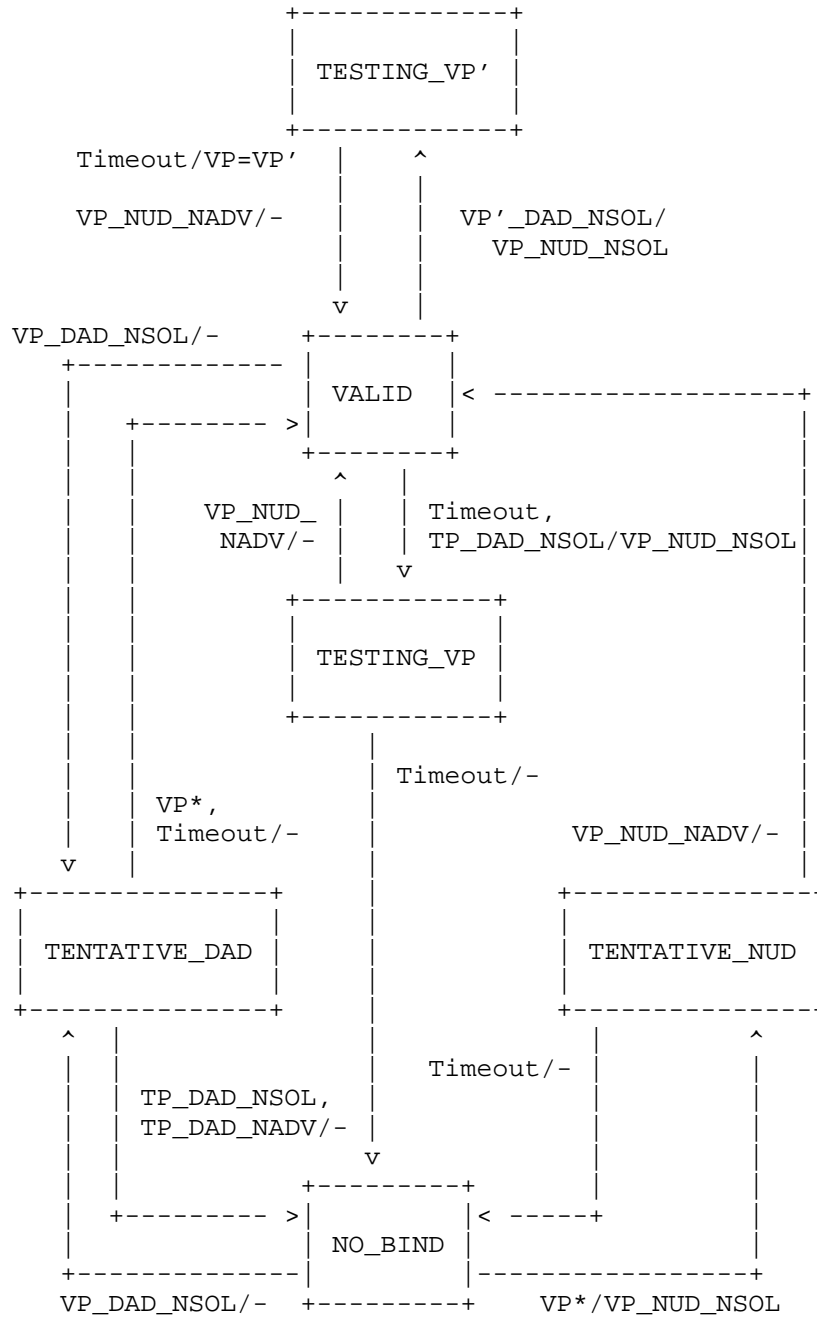 TESTING_VP'
Timeout/VP=VP'
VP_NUD_NADV/-
VP'_DAD_NSOL/
VP_NUD_NSOL
VP_DAD_NSOL/-
VALID
VP_NUD_
NADV/-
Timeout,
TP_DAD_NSOL/VP_NUD_NSOL
TESTING_VP
Timeout/-
VP*,
Timeout/-
VP_NUD_NADV/-
TENTATIVE_DAD
TENTATIVE_NUD
Timeout/-
TP_DAD_NSOL,
TP_DAD_NADV/-
NO_BIND
VP_DAD_NSOL/-
VP*/VP_NUD_NSOL